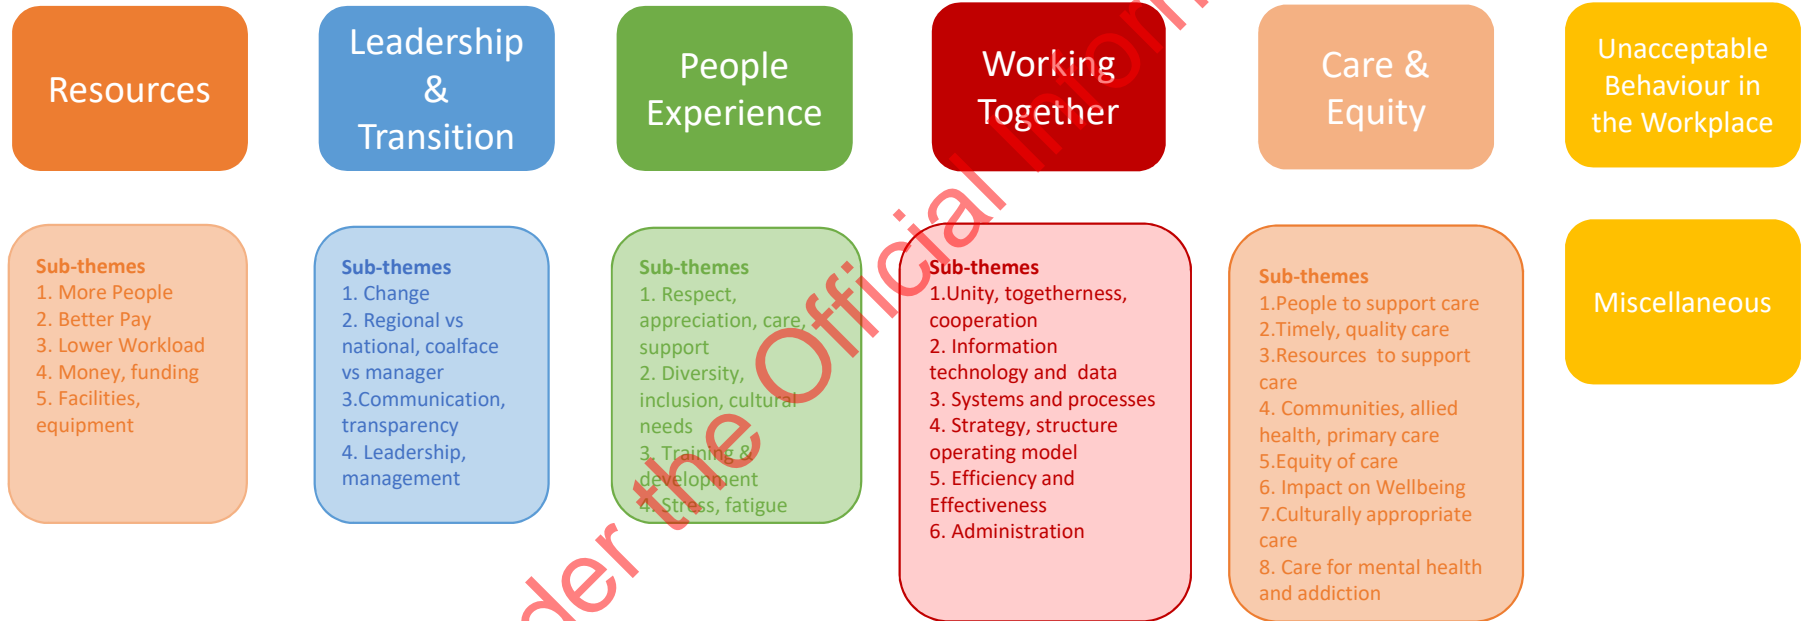 Resources
Leadership
&
Transition
People
Experience
Working
Together
Care &
Equity
Unacceptable
Behaviour in
the Workplace
Sub-themes
1. More People
2. Better Pay
3. Lower Workload
4. Money, funding
5. Facilities,
equipment
Sub-themes
1. Change
2. Regional vs
national, coalface
vs manager
3.Communication,
transparency
4. Leadership,
management
Sub-themes
1. Respect,
appreciation, care,
support
2. Diversity,
inclusion, cultural
needs
3. Training &
development
4. Stress, fatigue
Sub-themes
1.Unity, togetherness,
cooperation
2. Information
technology and data
3. Systems and processes
4. Strategy, structure
operating model
5. Efficiency and
Effectiveness
6. Administration
Sub-themes
1.People to support care
2.Timely, quality care
3.Resources to support
care
4. Communities, allied
health, primary care
5.Equity of care
6. Impact on Wellbeing
7.Culturally appropriate
care
8. Care for mental health
and addiction
Miscellaneous
the Official